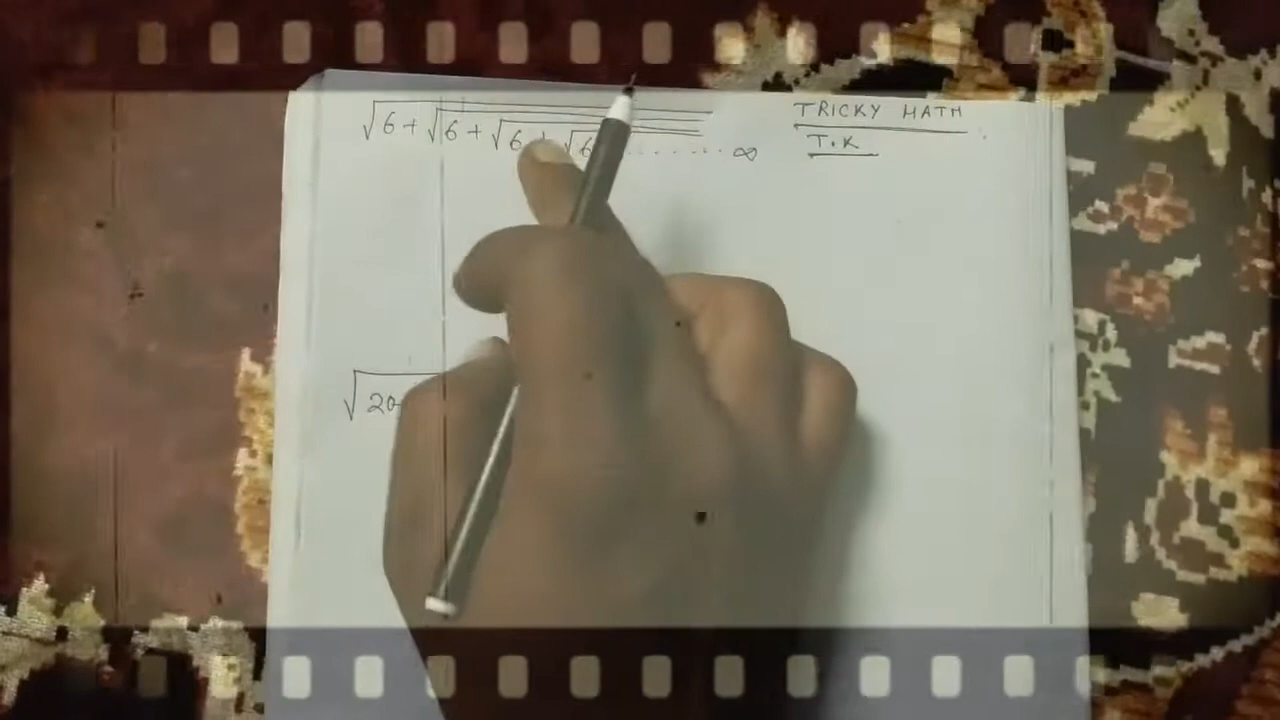 √6 + √6 + √6 + √6 ........ ∞
TRICKY MATH
T.K
√20